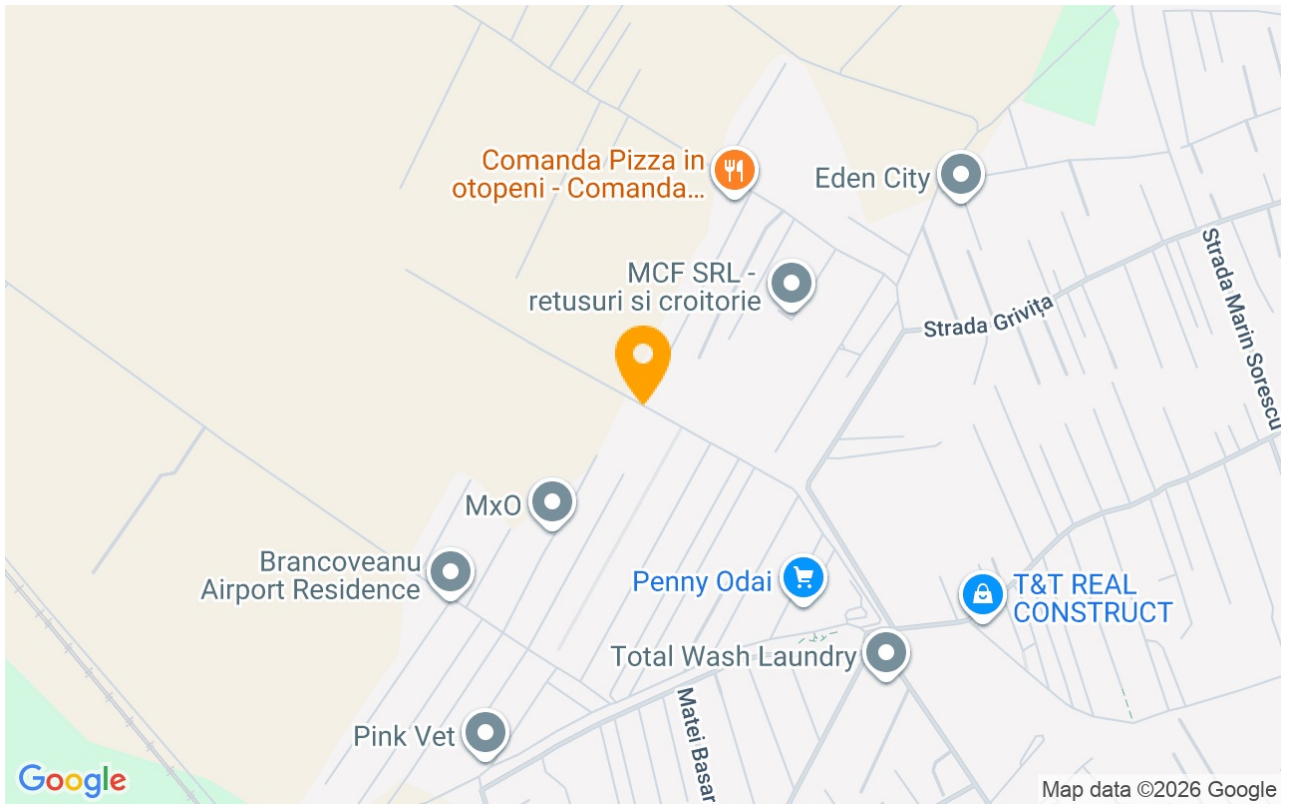 Comanda Pizza in
otopeni - Comanda...
Eden City
MCF SRL -
retusuri si croitorie
Strada Grivița
Strada Marin Sorescu
MxO
Brancoveanu
Airport Residence
Penny Odai
T&T REAL
CONSTRUCT
Total Wash Laundry
Matei Basar
Pink Vet
Google
Map data ©2026 Google